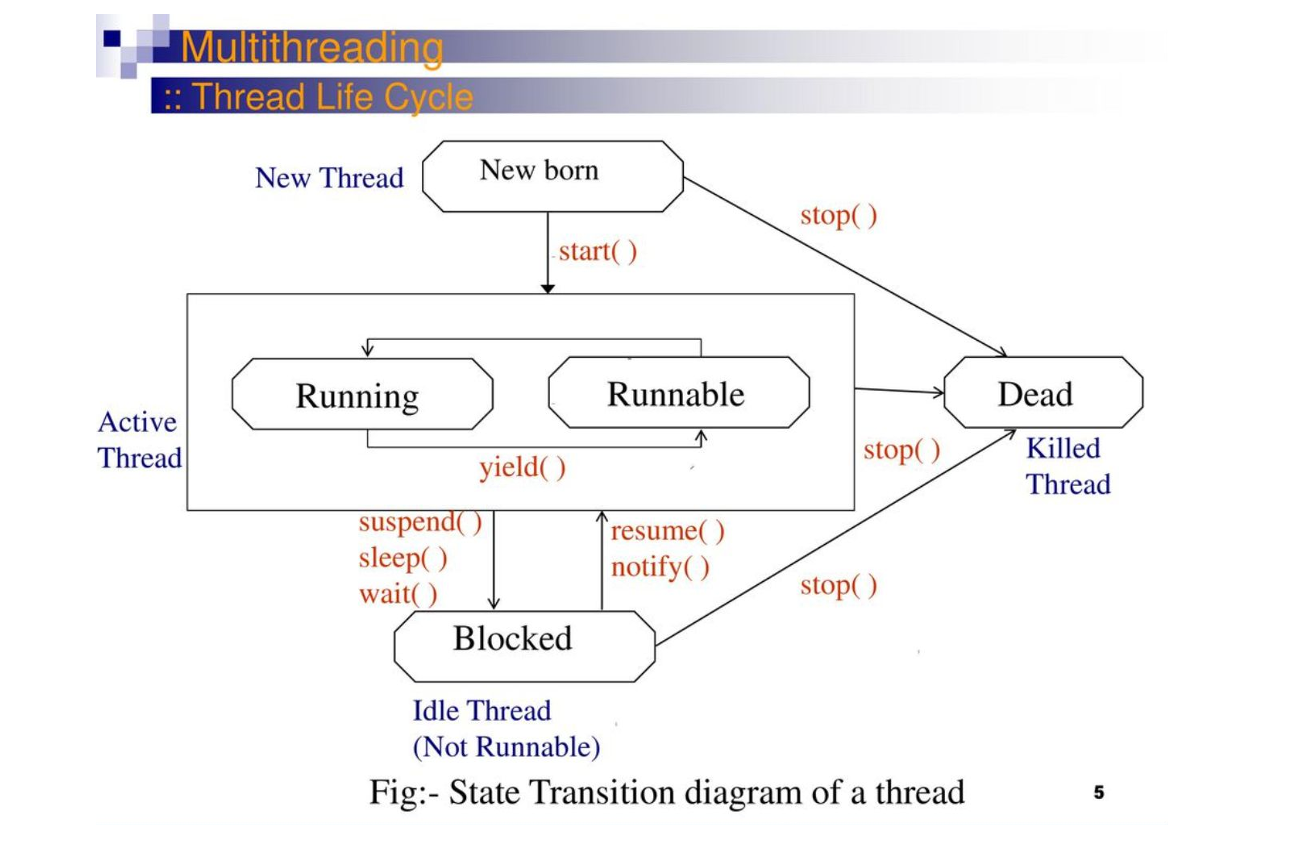 Multithreading
:: Thread Life Cycle
New Thread
New born
stop( )
start( )
Running
Runnable
Dead
Active
Thread
yield( )
stop( )
Killed
Thread
suspend( )
sleep( )
wait( )
resume( )
notify( )
stop( )
Blocked
Idle Thread
(Not Runnable)
Fig:- State Transition diagram of a thread
5